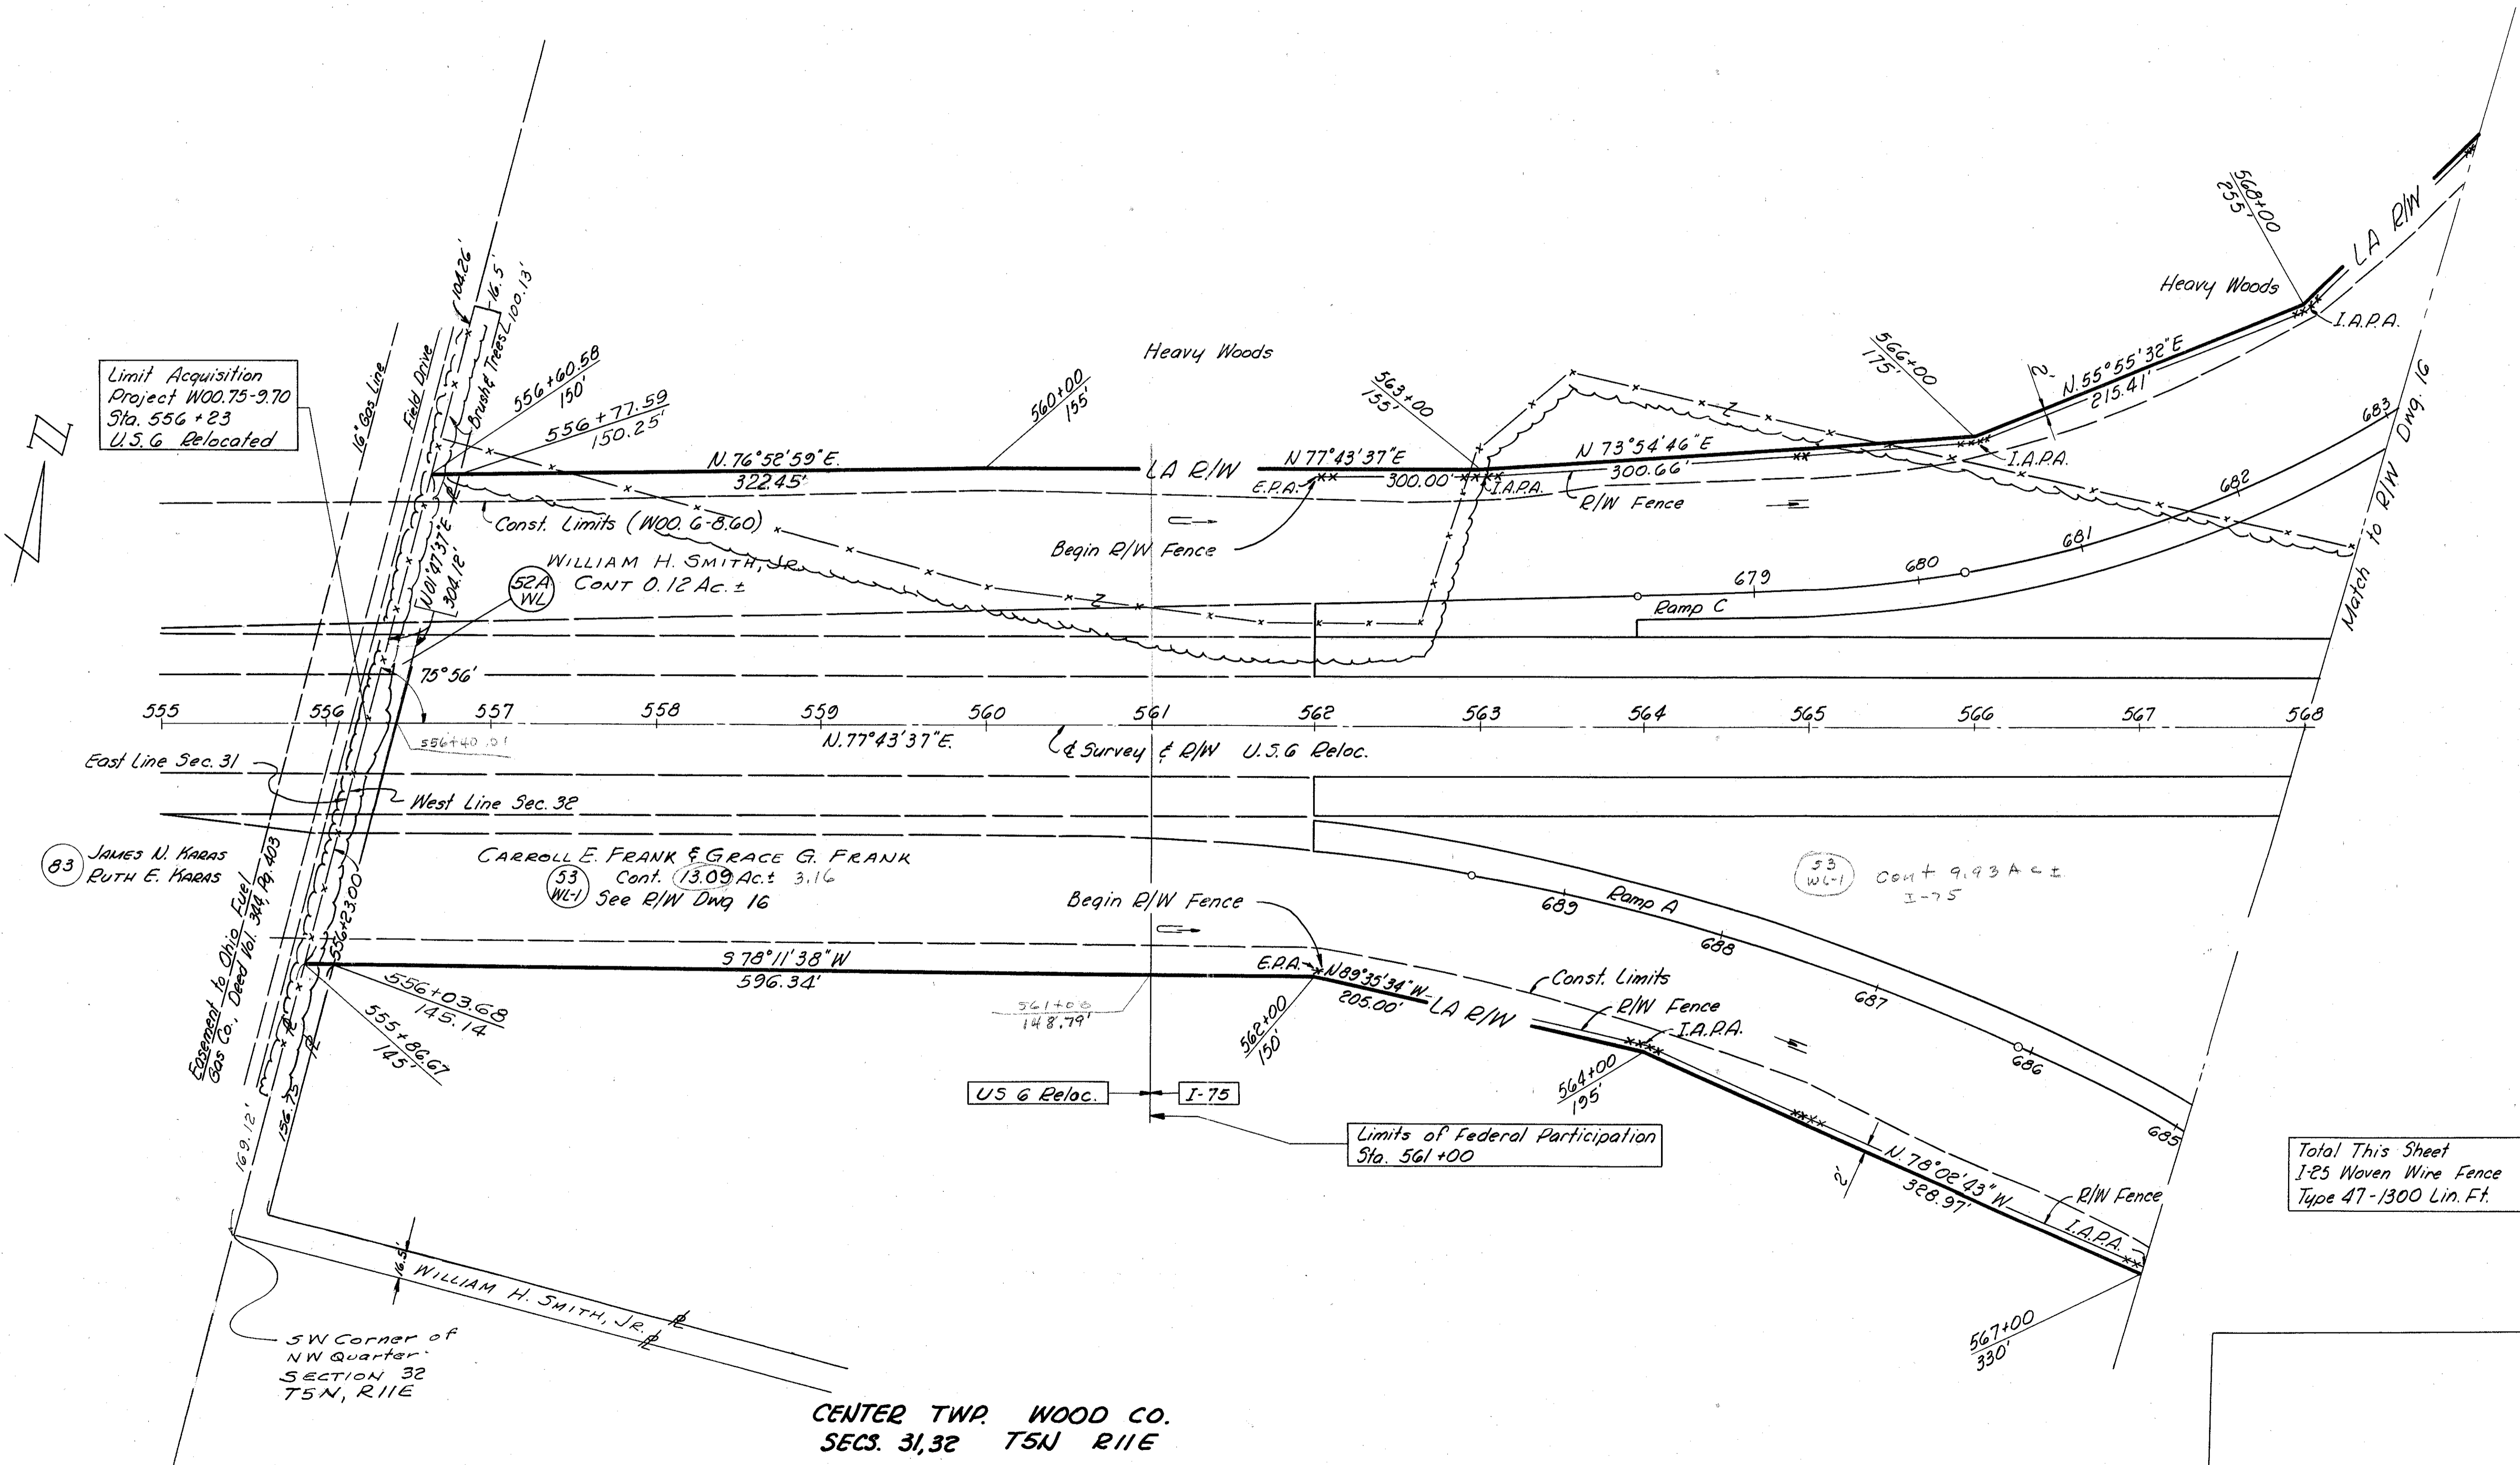 Limit Acquisition
Project WOO.75-9.70
Sta. 556+23
U.S.6 Relocated
16" Gas Line
Field Drive
104.26'
16.5'
Brush & Trees
100.13'
556+60.58
150'
556+77.59
150.25'
Heavy Woods
560+00
155'
563+00
155'
566+00
175'
Heavy Woods
568+00
255'
LA R/W
I.A.P.A.
2'
N.55°55'32"E
215.41'
Match to R/W Dwg. 16
N.76°52'59"E.
322.45'
LA R/W
N 77°43'37"E
300.00'
E.P.A.
I.A.P.A.
N 73°54'46"E
300.66'
R/W Fence
I.A.P.A.
Const. Limits (WOO. 6-8.60)
Begin R/W Fence
N01°47'37"E
304.12'
WILLIAM H. SMITH, JR.
52A
WL
CONT 0.12 Ac. ±
Ramp C
679
680
681
682
683
75°56'
555
556
557
558
559
560
561
562
563
564
565
566
567
568
556+40.01
N.77°43'37"E.
℄ Survey & R/W U.S.6 Reloc.
East Line Sec. 31
West Line Sec. 32
83
JAMES N. KARAS
RUTH E. KARAS
Easement to Ohio Fuel
Gas Co., Deed Vol. 344, Pg. 403
CARROLL E. FRANK & GRACE G. FRANK
53
WL-1
Cont. 13.09 Ac.± 3.16
See R/W Dwg 16
53
WL-1
Cont 9.93 Ac ±
I-75
Begin R/W Fence
Ramp A
689
688
687
686
685
556+23.00
S 78°11'38"W
596.34'
556+03.68
145.14
555+86.67
145'
E.P.A.
N89°35'34"W
205.00'
LA R/W
Const. Limits
R/W Fence
I.A.P.A.
561+00
148.79'
562+00
150'
564+00
195'
US 6 Reloc.
I-75
Limits of Federal Participation
Sta. 561+00
2'
N.78°02'43"W
328.97'
R/W Fence
I.A.P.A.
567+00
330'
Total This Sheet
I-25 Woven Wire Fence
Type 47-1300 Lin. Ft.
169.12'
156.75'
℄
℄
℄
16.5'
WILLIAM H. SMITH, JR.
℄
℄
SW Corner of
NW Quarter
SECTION 32
T5N, R11E
CENTER TWP. WOOD CO.
SECS. 31,32 T5N R11E